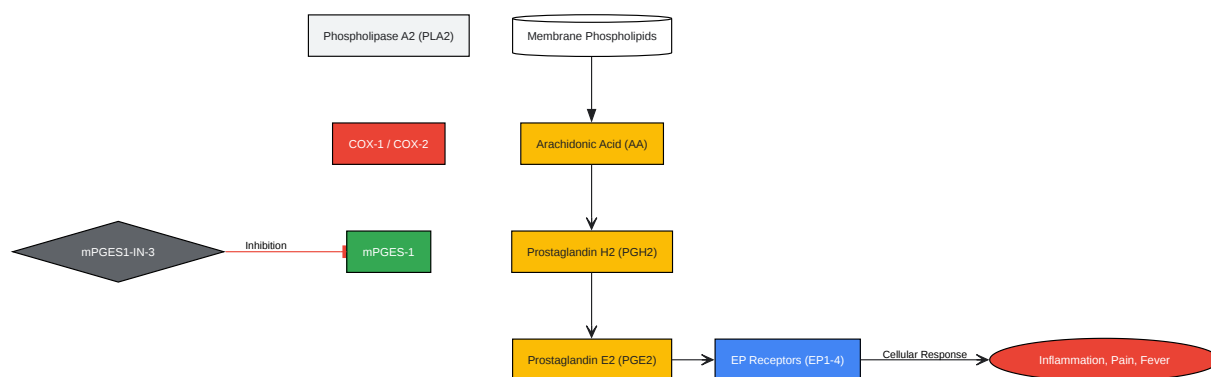 Phospholipase A2 (PLA2)
Membrane Phospholipids
COX-1 / COX-2
Arachidonic Acid (AA)
mPGES1-IN-3
Inhibition
mPGES-1
Prostaglandin H2 (PGH2)
Prostaglandin E2 (PGE2)
EP Receptors (EP1-4)
Cellular Response
Inflammation, Pain, Fever